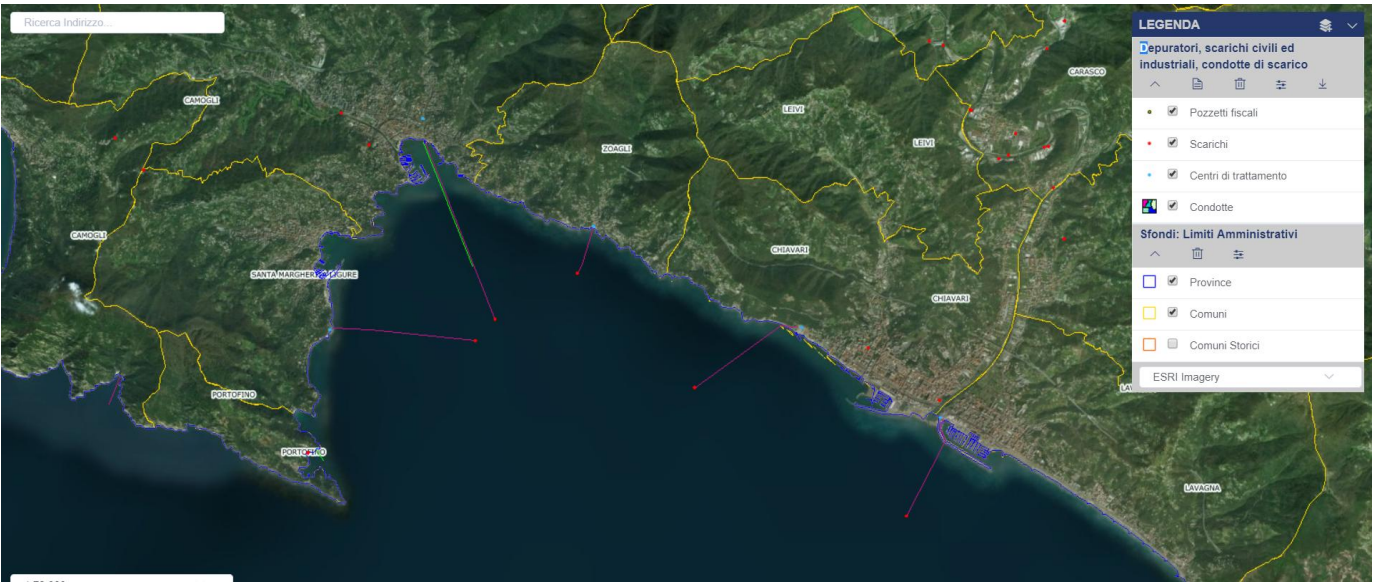 Ricerca Indirizzo...
LEGENDA
Depuratori, scarichi civili ed
industriali, condotte di scarico
Pozzetti fiscali
Scarichi
Centri di trattamento
Condotte
Sfondi: Limiti Amministrativi
Province
Comuni
Comuni Storici
ESRI Imagery
CARASCO
CAMOGLI
LEIVI
LEIVI
ZOAGLI
CAMOGLI
CHIAVARI
SANTA MARGHERITA LIGURE
CHIAVARI
PORTOFINO
PORTOFINO
LAVAGNA